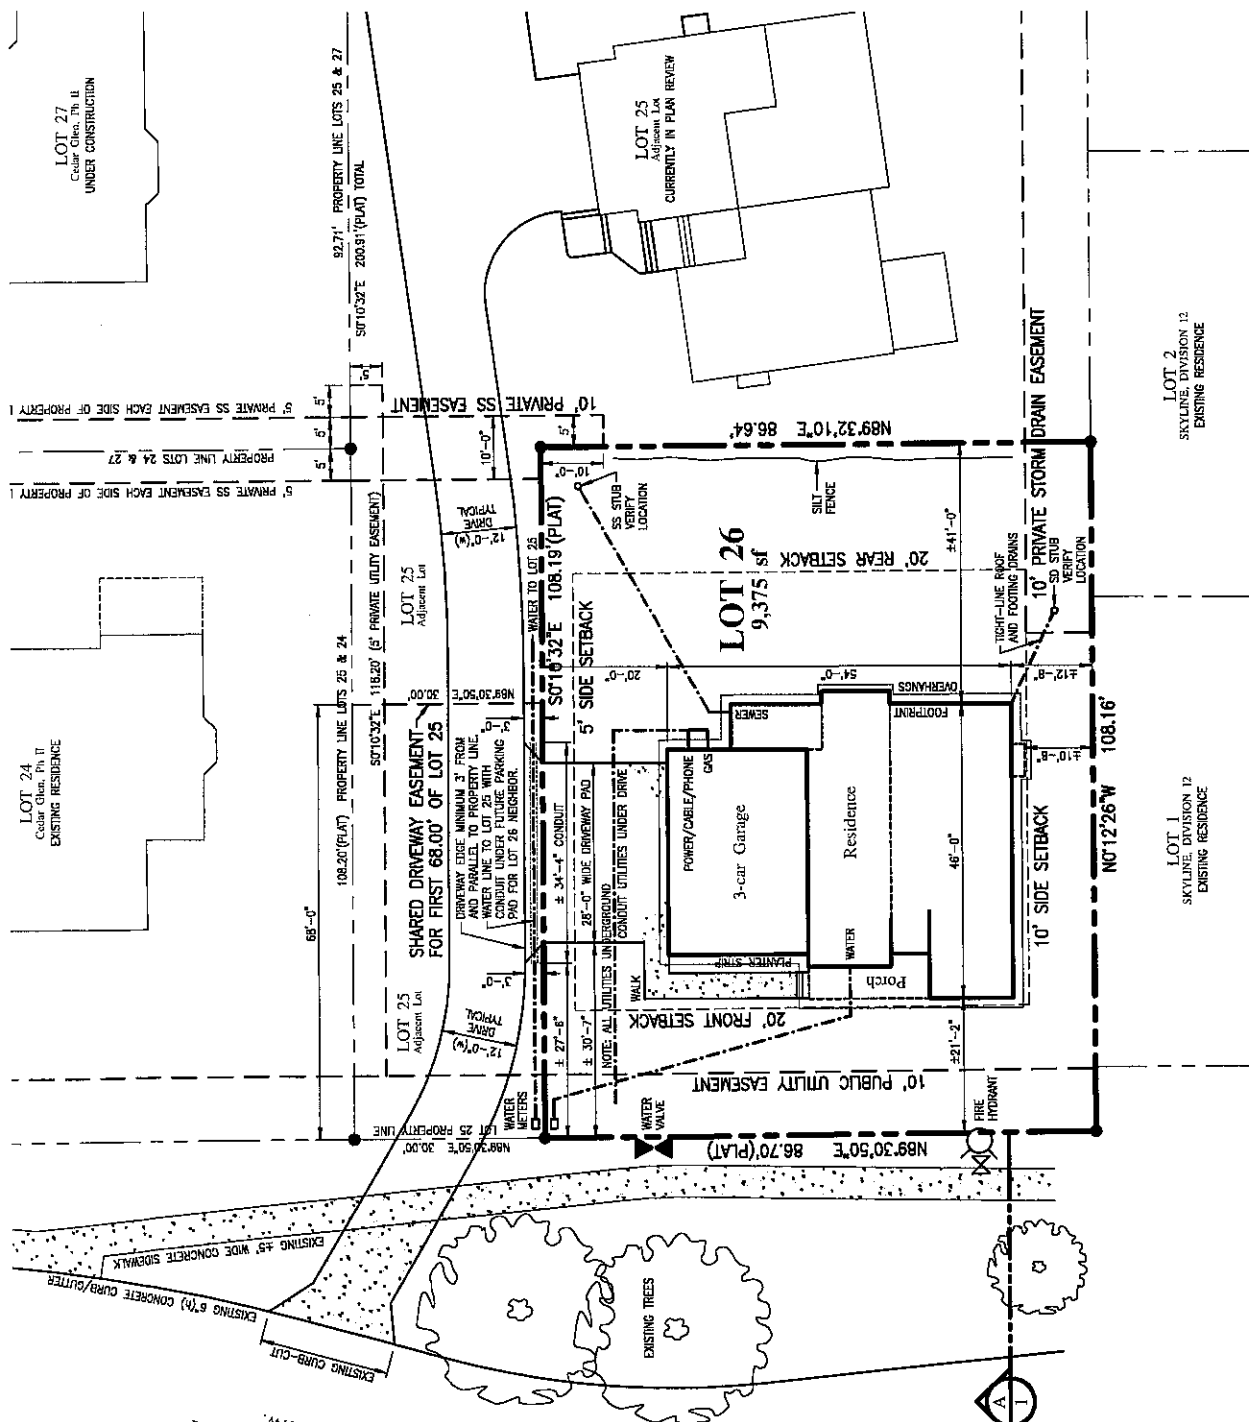 LOT 27
Cedar Glen, Ph II
UNDER CONSTRUCTION
92.71' PROPERTY LINE LOTS 25 & 27
S0°10'32"E 200.91'(PLAT) TOTAL
LOT 25
Adjacent Lot
CURRENTLY IN PLAN REVIEW
5' PRIVATE SS EASEMENT EACH SIDE OF PROPERTY
PROPERTY LINE LOTS 24 & 27
5' PRIVATE SS EASEMENT EACH SIDE OF PROPERTY
5'
5'
5'
5'
10' PRIVATE SS EASEMENT
10'-0"
5'
10'-0"
N89°32'10"E 86.64'
LOT 2
SKYLINE, DIVISION 12
EXISTING RESIDENCE
LOT 24
Cedar Glen, Ph II
EXISTING RESIDENCE
108.20'(PLAT) PROPERTY LINE LOTS 25 & 24
S0°10'32"E 116.20' (5' PRIVATE UTILITY EASEMENT)
LOT 25
Adjacent Lot
12'-0"(w)
DRIVE
TYPICAL
WATER TO LOT 25
S0°10'32"E 108.19'(PLAT)
5' SIDE SETBACK
SS STUB
VERIFY
LOCATION
SILT
FENCE
LOT 26
9,375 sf
20' REAR SETBACK
±41'-0"
10' PRIVATE STORM DRAIN EASEMENT
SD STUB
VERIFY
LOCATION
TIGHT-LINE ROOF
AND FOOTING DRAINS
N89°30'50"E
30.00'
68'-0"
SHARED DRIVEWAY EASEMENT
FOR FIRST 68.00' OF LOT 25
DRIVEWAY EDGE MINIMUM 3' FROM
AND PARALLEL TO PROPERTY LINE.
WATER LINE TO LOT 25 WITH
CONDUIT UNDER FUTURE PARKING
PAD FOR LOT 26 NEIGHBOR.
3'-0"
3'-0"
± 34'-4" CONDUIT
28'-0" WIDE DRIVEWAY PAD
± 27'-6"
± 30'-7"
NOTE: ALL UTILITIES UNDERGROUND
CONDUIT UTILITIES UNDER DRIVE
20'-0"
54'-0"
±12'-8"
±10'-8"
OVERHANGS
FOOTPRINT
SEWER
GAS
POWER/CABLE/PHONE
3-car Garage
Residence
46'-0"
WATER
Porch
PLANTER STRIP
WALK
20' FRONT SETBACK
±21'-2"
10' SIDE SETBACK
N0°12'26"W 108.16'
LOT 1
SKYLINE, DIVISION 12
EXISTING RESIDENCE
LOT 25
Adjacent Lot
12'-0"(w)
DRIVE
TYPICAL
10' PUBLIC UTILITY EASEMENT
WATER
METERS
LOT 25 PROPERTY LINE
N89°30'50"E 30.00'
WATER
VALVE
N89°30'50"E 86.70'(PLAT)
FIRE
HYDRANT
EXISTING ±5' WIDE CONCRETE SIDEWALK
EXISTING 6"(h) CONCRETE CURB/GUTTER
EXISTING CURB-CUT
EXISTING TREES
A
1